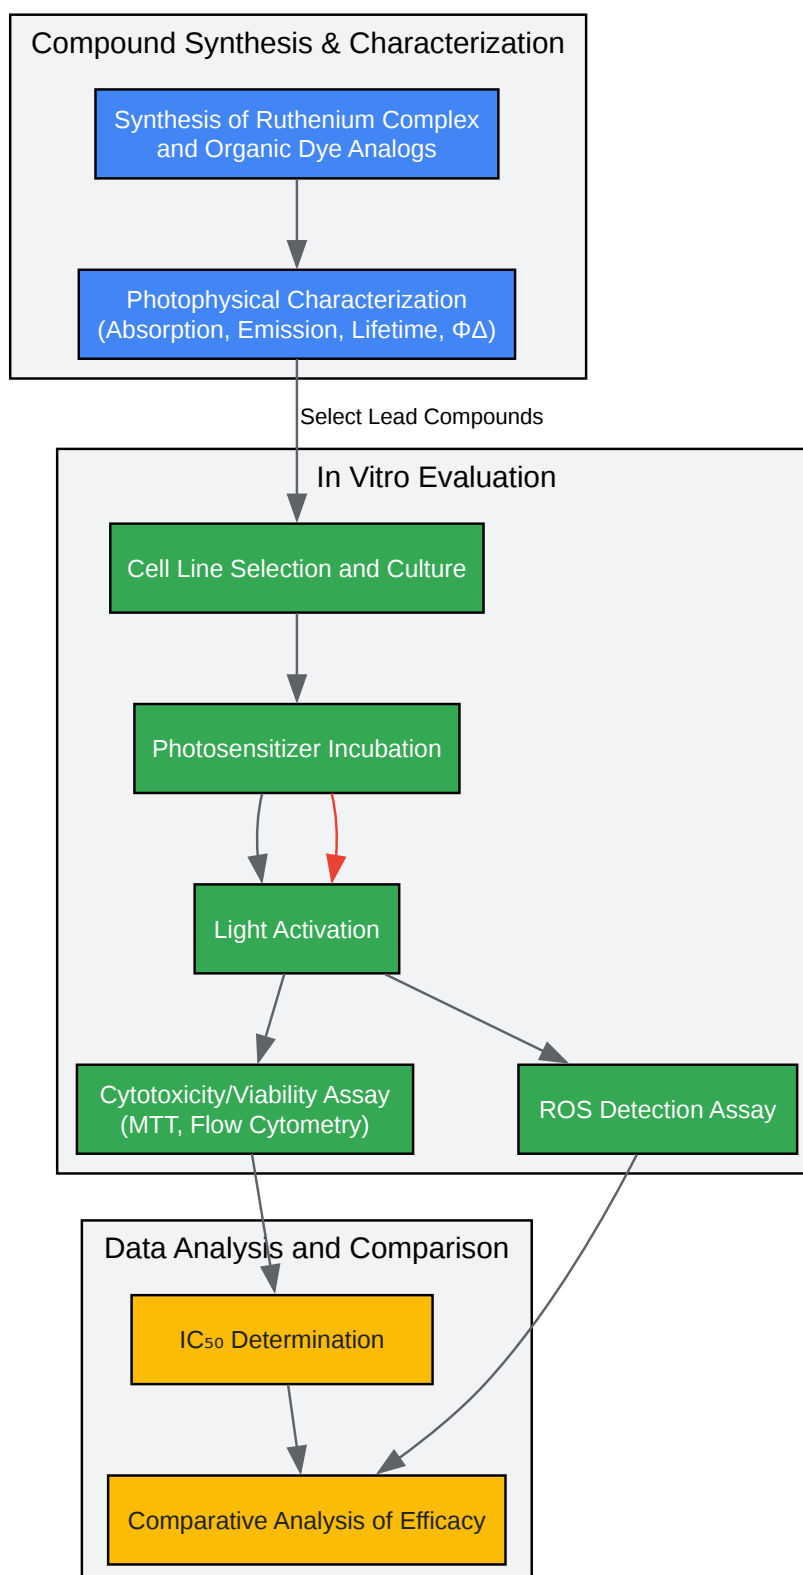 Compound Synthesis & Characterization
Synthesis of Ruthenium Complex
and Organic Dye Analogs
Photophysical Characterization
(Absorption, Emission, Lifetime, ΦΔ)
Select Lead Compounds
In Vitro Evaluation
Cell Line Selection and Culture
Photosensitizer Incubation
Light Activation
Cytotoxicity/Viability Assay
(MTT, Flow Cytometry)
ROS Detection Assay
Data Analysis and Comparison
IC₅₀ Determination
Comparative Analysis of Efficacy